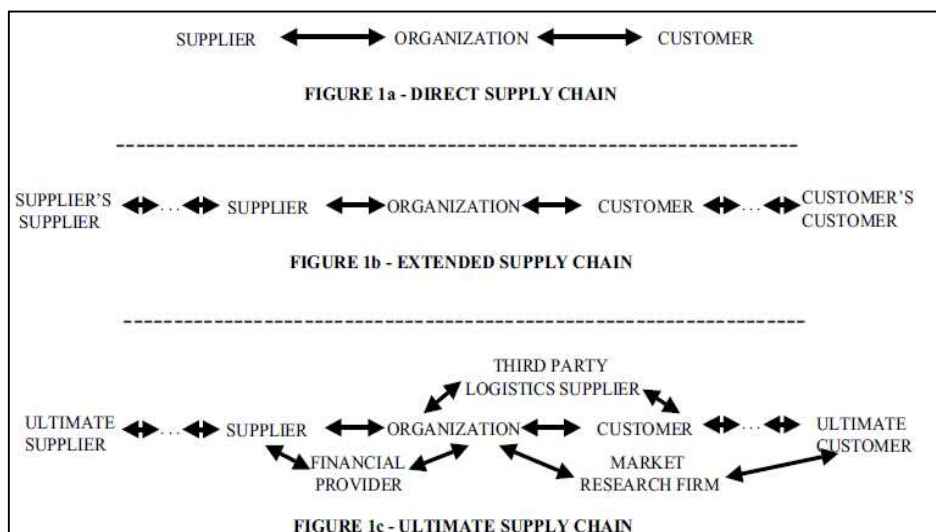 SUPPLIER ORGANIZATION CUSTOMER
FIGURE 1a - DIRECT SUPPLY CHAIN
SUPPLIER'S
SUPPLIER
... SUPPLIER ORGANIZATION CUSTOMER ...
CUSTOMER'S
CUSTOMER
FIGURE 1b - EXTENDED SUPPLY CHAIN
THIRD PARTY
LOGISTICS SUPPLIER
ULTIMATE
SUPPLIER
... SUPPLIER ORGANIZATION CUSTOMER ...
ULTIMATE
CUSTOMER
FINANCIAL
PROVIDER
MARKET
RESEARCH FIRM
FIGURE 1c - ULTIMATE SUPPLY CHAIN